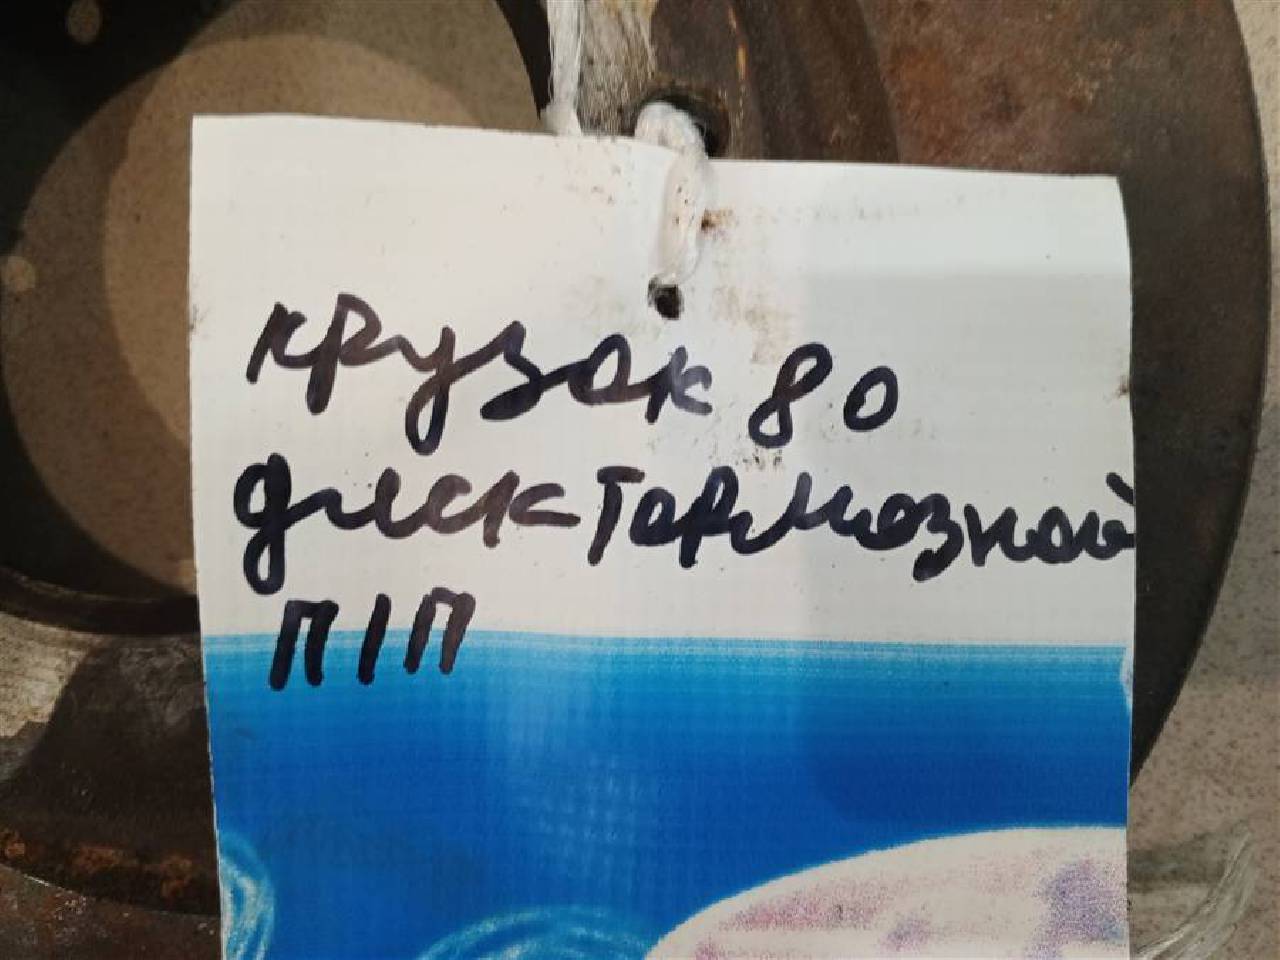 крузак 80
диск тормозной
П/П